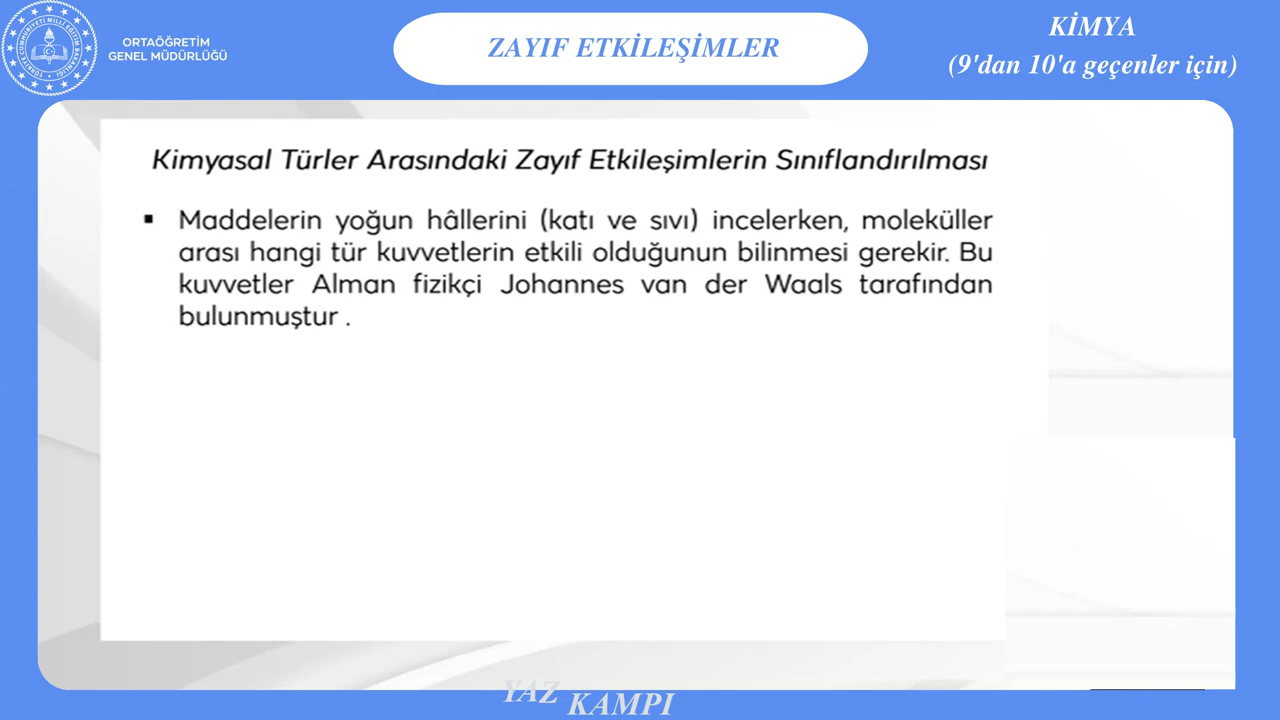 ORTAÖĞRETİM
GENEL MÜDÜRLÜĞÜ
ZAYIF ETKİLEŞİMLER
KİMYA
(9'dan 10'a geçenler için)
Kimyasal Türler Arasındaki Zayıf Etkileşimlerin Sınıflandırılması
▪ Maddelerin yoğun hâllerini (katı ve sıvı) incelerken, moleküller
arası hangi tür kuvvetlerin etkili olduğunun bilinmesi gerekir. Bu
kuvvetler Alman fizikçi Johannes van der Waals tarafından
bulunmuştur .
YAZ KAMPI